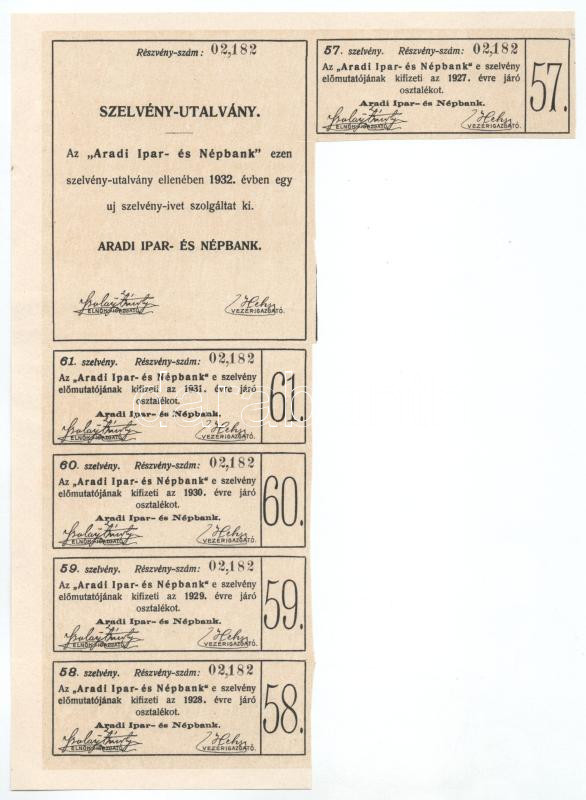 Részvény-szám: 02,182
SZELVÉNY-UTALVÁNY.
Az „Aradi Ipar- és Népbank" ezen
szelvény-utalvány ellenében 1932. évben egy
uj szelvény-ivet szolgáltat ki.
ARADI IPAR- ÉS NÉPBANK.
ELNÖKIGAZGATÓ.
VEZÉRIGAZGATÓ.
57. szelvény. Részvény-szám: 02,182
Az „Aradi Ipar- és Népbank" e szelvény
előmutatójának kifizeti az 1927. évre járó
osztalékot.
Aradi Ipar- és Népbank.
ELNÖKIGAZGATÓ.
VEZÉRIGAZGATÓ.
57.
61. szelvény. Részvény-szám: 02,182
Az „Aradi Ipar- és Népbank" e szelvény
előmutatójának kifizeti az 1931. évre járó
osztalékot.
Aradi Ipar- és Népbank.
ELNÖKIGAZGATÓ.
VEZÉRIGAZGATÓ.
61.
60. szelvény. Részvény-szám: 02,182
Az „Aradi Ipar- és Népbank" e szelvény
előmutatójának kifizeti az 1930. évre járó
osztalékot.
Aradi Ipar- és Népbank.
ELNÖKIGAZGATÓ.
VEZÉRIGAZGATÓ.
60.
59. szelvény. Részvény-szám: 02,182
Az „Aradi Ipar- és Népbank" e szelvény
előmutatójának kifizeti az 1929. évre járó
osztalékot.
Aradi Ipar- és Népbank.
ELNÖKIGAZGATÓ.
VEZÉRIGAZGATÓ.
59.
58. szelvény. Részvény-szám: 02,182
Az „Aradi Ipar- és Népbank" e szelvény
előmutatójának kifizeti az 1928. évre járó
osztalékot.
Aradi Ipar- és Népbank.
ELNÖKIGAZGATÓ.
VEZÉRIGAZGATÓ.
58.